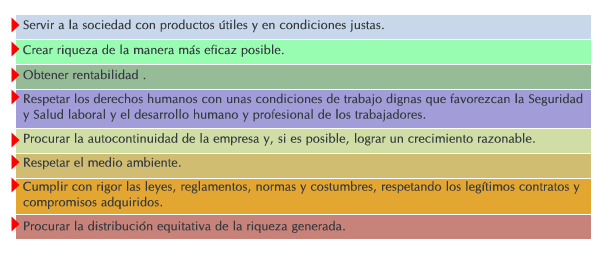 Servir a la sociedad con productos útiles y en condiciones justas.
Crear riqueza de la manera más eficaz posible.
Obtener rentabilidad .
Respetar los derechos humanos con unas condiciones de trabajo dignas que favorezcan la Seguridad
y Salud laboral y el desarrollo humano y profesional de los trabajadores.
Procurar la autocontinuidad de la empresa y, si es posible, lograr un crecimiento razonable.
Respetar el medio ambiente.
Cumplir con rigor las leyes, reglamentos, normas y costumbres, respetando los legítimos contratos y
compromisos adquiridos.
Procurar la distribución equitativa de la riqueza generada.